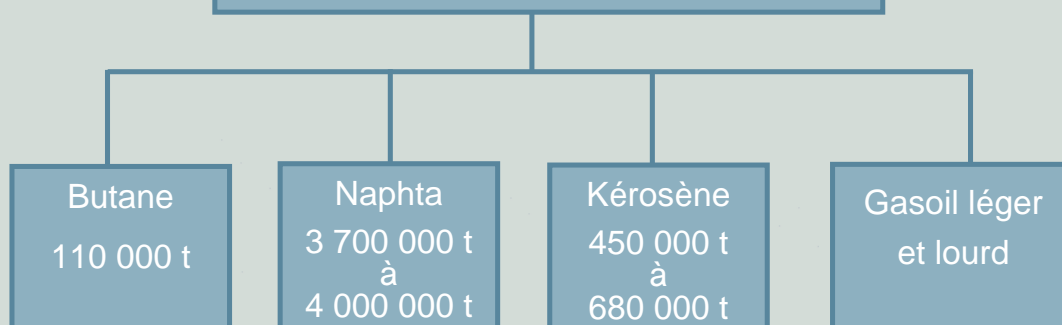 Butane
110 000 t
Naphta
3 700 000 t
à
4 000 000 t
Kérosène
450 000 t
à
680 000 t
Gasoil léger
et lourd